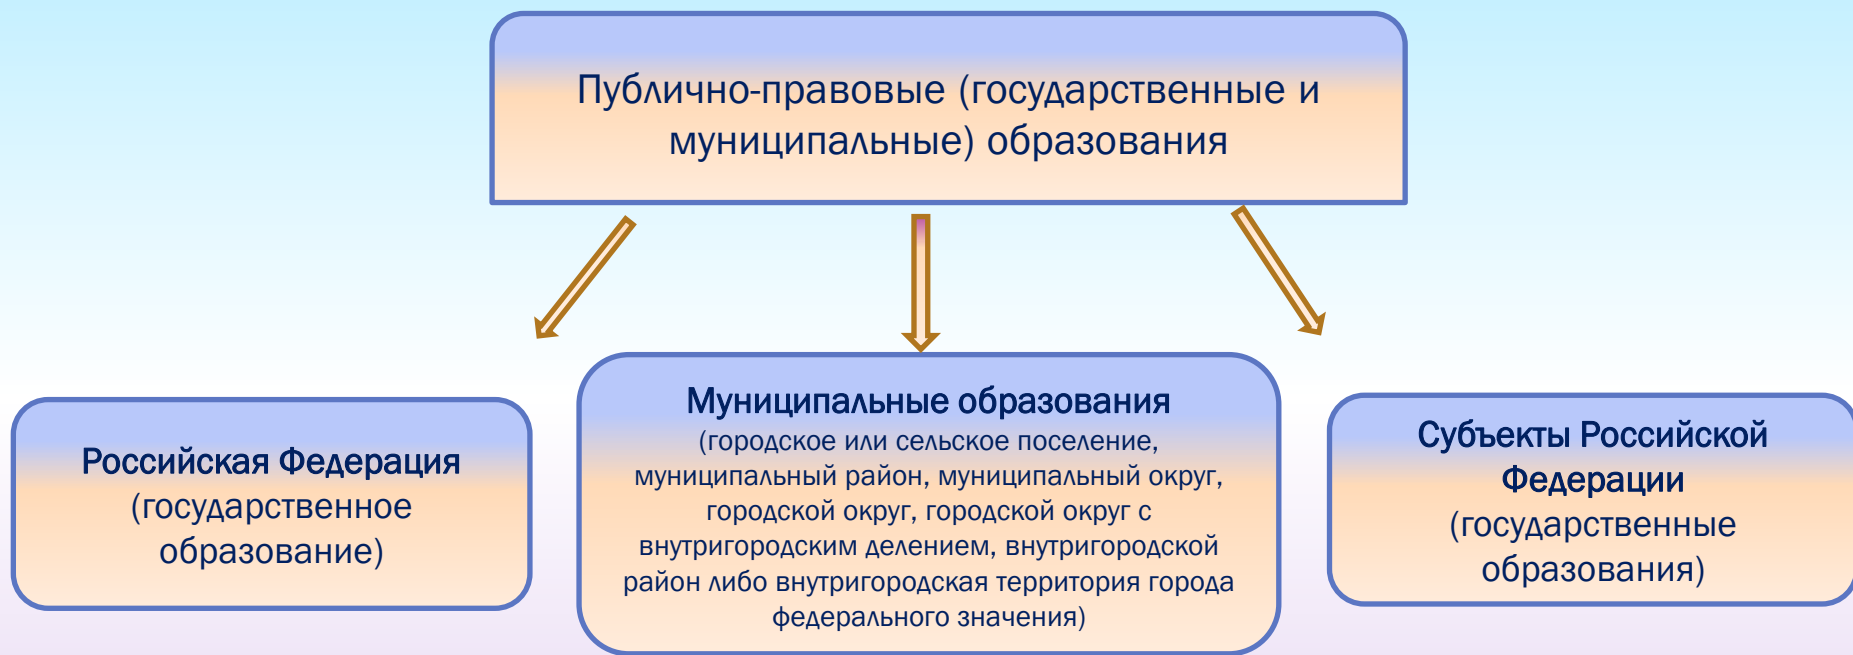 Публично-правовые (государственные и
муниципальные) образования
Российская Федерация
(государственное
образование)
Муниципальные образования
(городское или сельское поселение,
муниципальный район, муниципальный округ,
городской округ, городской округ с
внутригородским делением, внутригородской
район либо внутригородская территория города
федерального значения)
Субъекты Российской
Федерации
(государственные
образования)